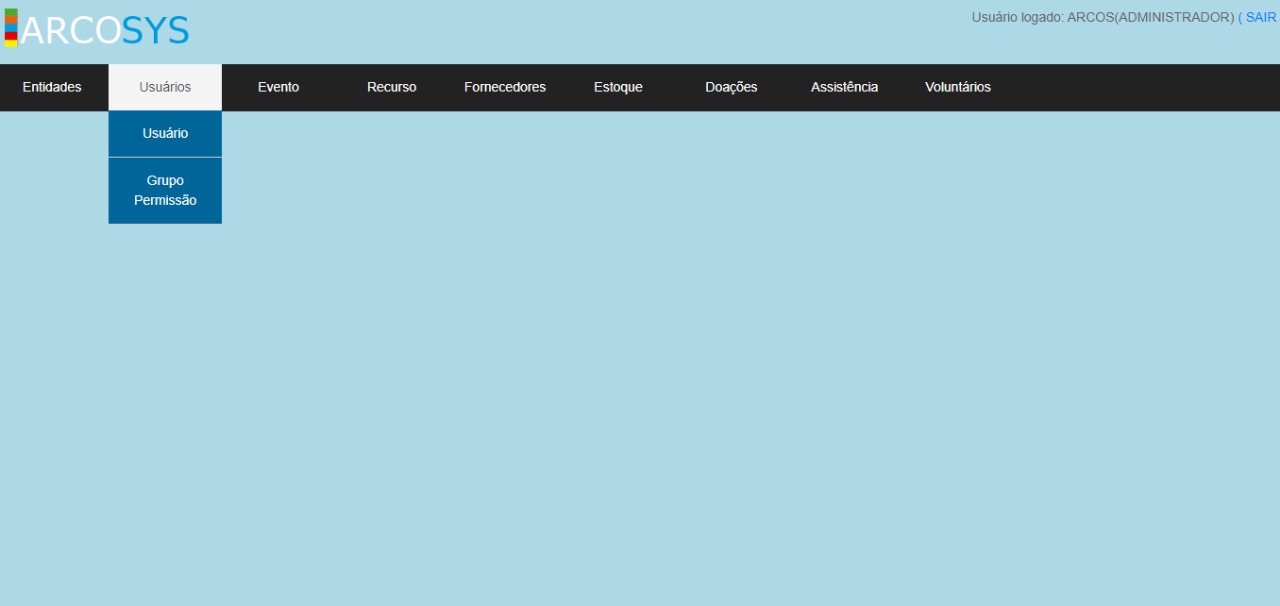 ARCOSYS
Usuário logado: ARCOS(ADMINISTRADOR) ( SAIR
Entidades Usuários Evento Recurso Fornecedores Estoque Doações Assistência Voluntários
Usuário
Grupo
Permissão